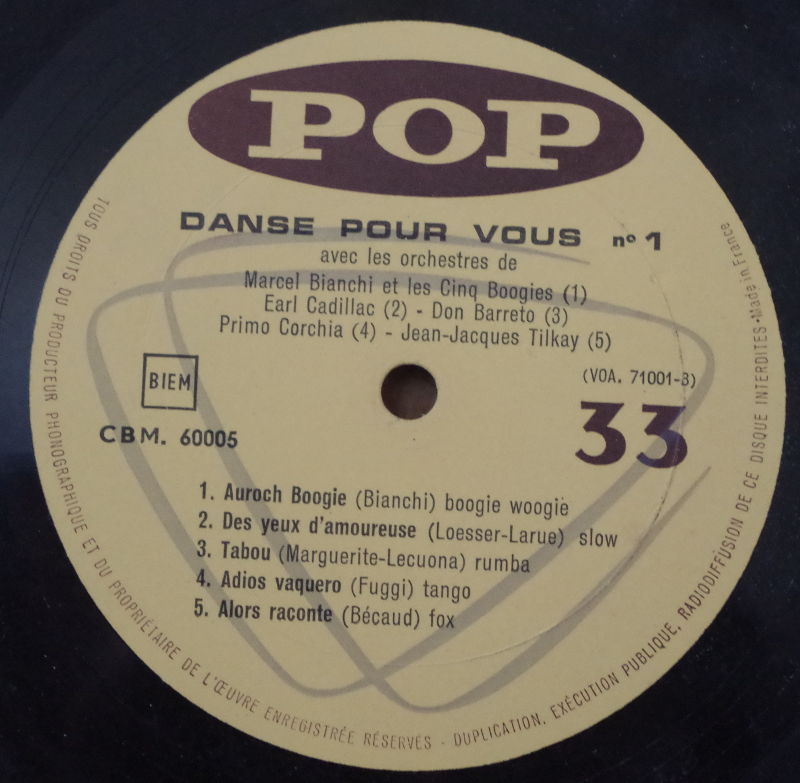 POP
DANSE POUR VOUS nº 1
avec les orchestres de
Marcel Bianchi et les Cinq Boogies (1)
Earl Cadillac (2) - Don Barreto (3)
Primo Corchia (4) - Jean-Jacques Tilkay (5)
BIEM
(VOA. 71001-B)
CBM. 60005
33
1. Auroch Boogie (Bianchi) boogie woogie
2. Des yeux d'amoureuse (Loesser-Larue) slow
3. Tabou (Marguerite-Lecuona) rumba
4. Adios vaquero (Fuggi) tango
5. Alors raconte (Bécaud) fox
TOUS DROITS DU PRODUCTEUR PHONOGRAPHIQUE ET DU PROPRIÉTAIRE DE L'ŒUVRE ENREGISTRÉE RÉSERVÉS - DUPLICATION, EXÉCUTION PUBLIQUE, RADIODIFFUSION DE CE DISQUE INTERDITES • Made in France